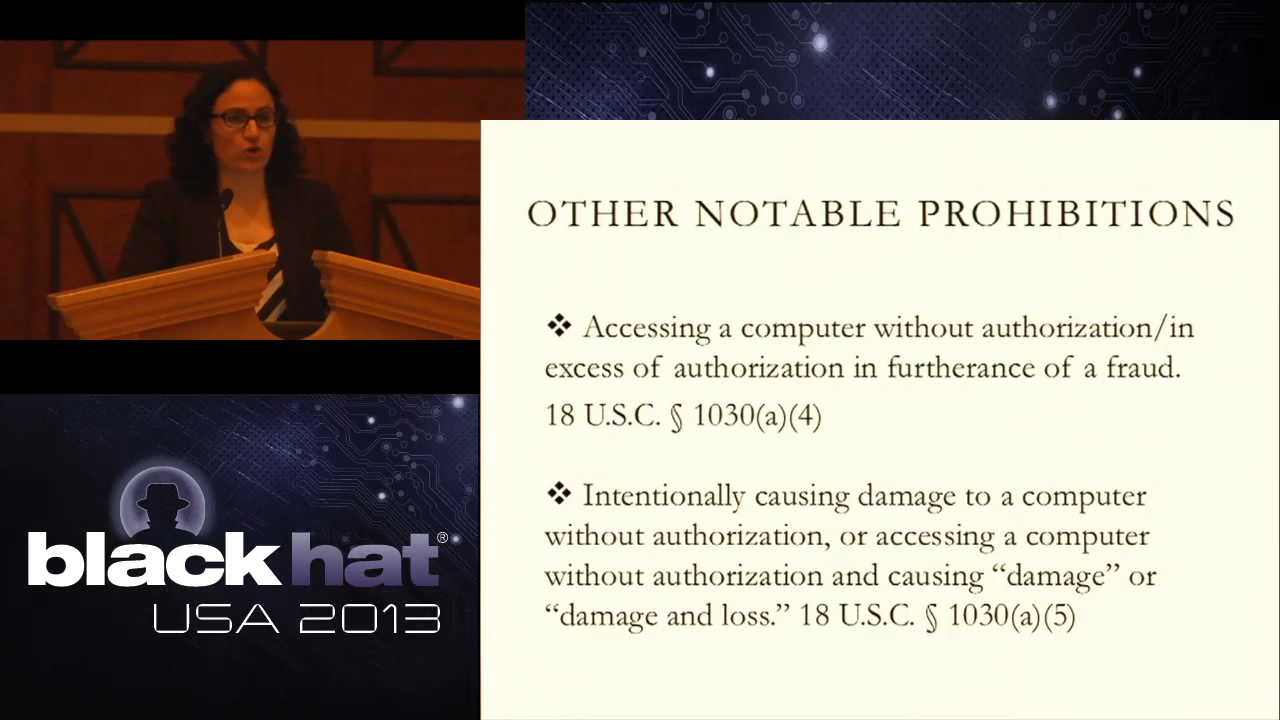 OTHER NOTABLE PROHIBITIONS
❖ Accessing a computer without authorization/in
excess of authorization in furtherance of a fraud.
18 U.S.C. § 1030(a)(4)
❖ Intentionally causing damage to a computer
without authorization, or accessing a computer
without authorization and causing “damage” or
“damage and loss.” 18 U.S.C. § 1030(a)(5)
blackhat®
USA 2013